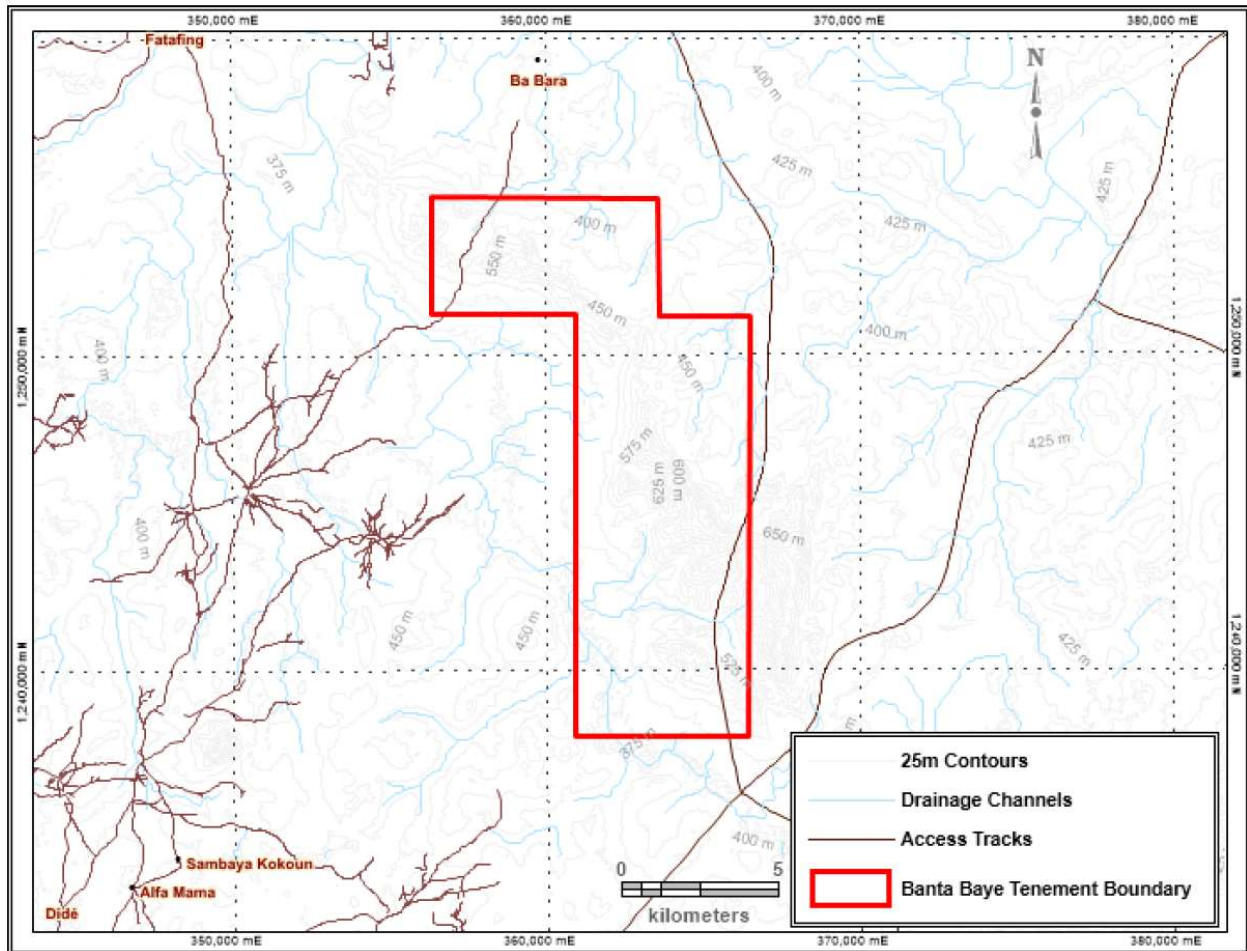 350,000 mE
360,000 mE
370,000 mE
380,000 mE
Fatafing
Ba Bara
N
400 m
425 m
375 m
425 m
400 m
425 m
550 m
450 m
400 m
1,250,000 mN
1,250,000 mN
400 m
450 m
575 m
425 m
600 m
625 m
400 m
650 m
450 m
425 m
1,240,000 mN
1,240,000 mN
525 m
375 m
400 m
25m Contours
Drainage Channels
Access Tracks
Banta Baye Tenement Boundary
0
5
kilometers
Sambaya Kokoun
Alfa Mama
Didé
350,000 mE
360,000 mE
370,000 mE
380,000 mE